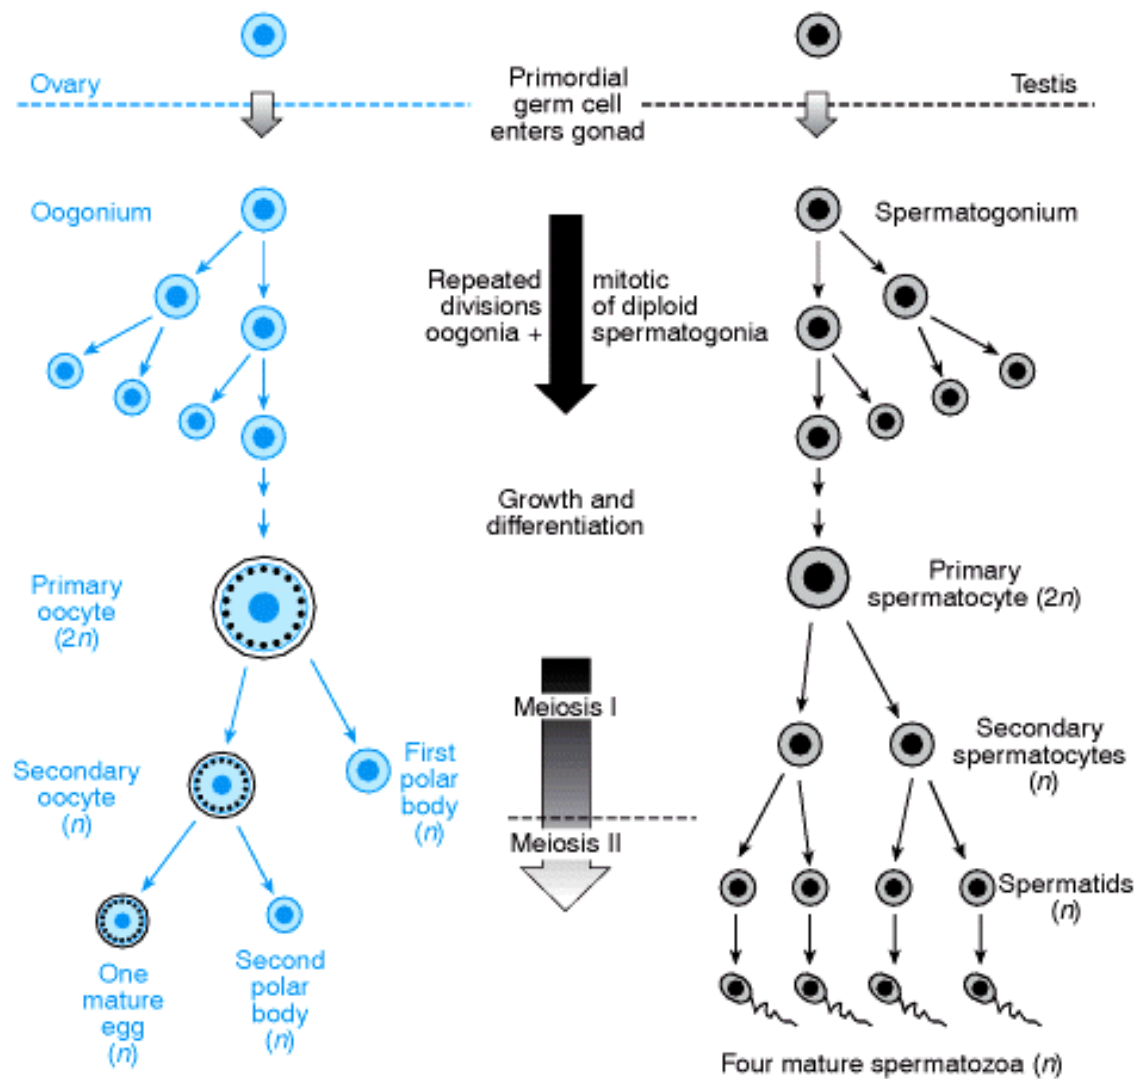 Ovary
Primordial
germ cell
enters gonad
Testis
Oogonium
Spermatogonium
Repeated mitotic
divisions of diploid
oogonia + spermatogonia
Growth and
differentiation
Primary
oocyte
(2n)
Primary
spermatocyte (2n)
Meiosis I
Secondary
oocyte
(n)
First
polar
body
(n)
Secondary
spermatocytes
(n)
Meiosis II
Spermatids
(n)
One
mature
egg
(n)
Second
polar
body
(n)
Four mature spermatozoa (n)